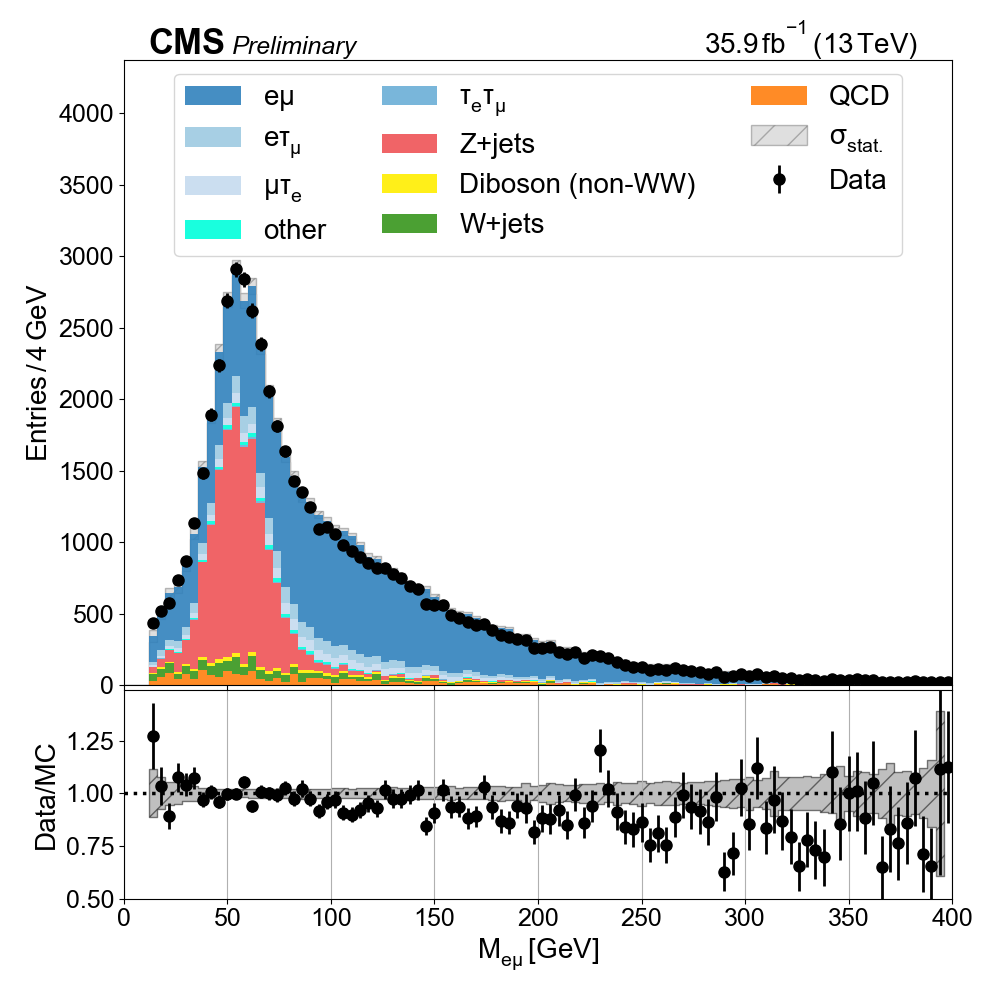 CMS Preliminary 35.9 fb⁻¹ (13 TeV)
eμ
eτμ
μτe
other
τeτμ
Z+jets
Diboson (non-WW)
W+jets
QCD
σstat.
Data
Entries / 4 GeV
4000
3500
3000
2500
2000
1500
1000
500
0
Data/MC
1.25
1.00
0.75
0.50
0 50 100 150 200 250 300 350 400
Meμ [GeV]